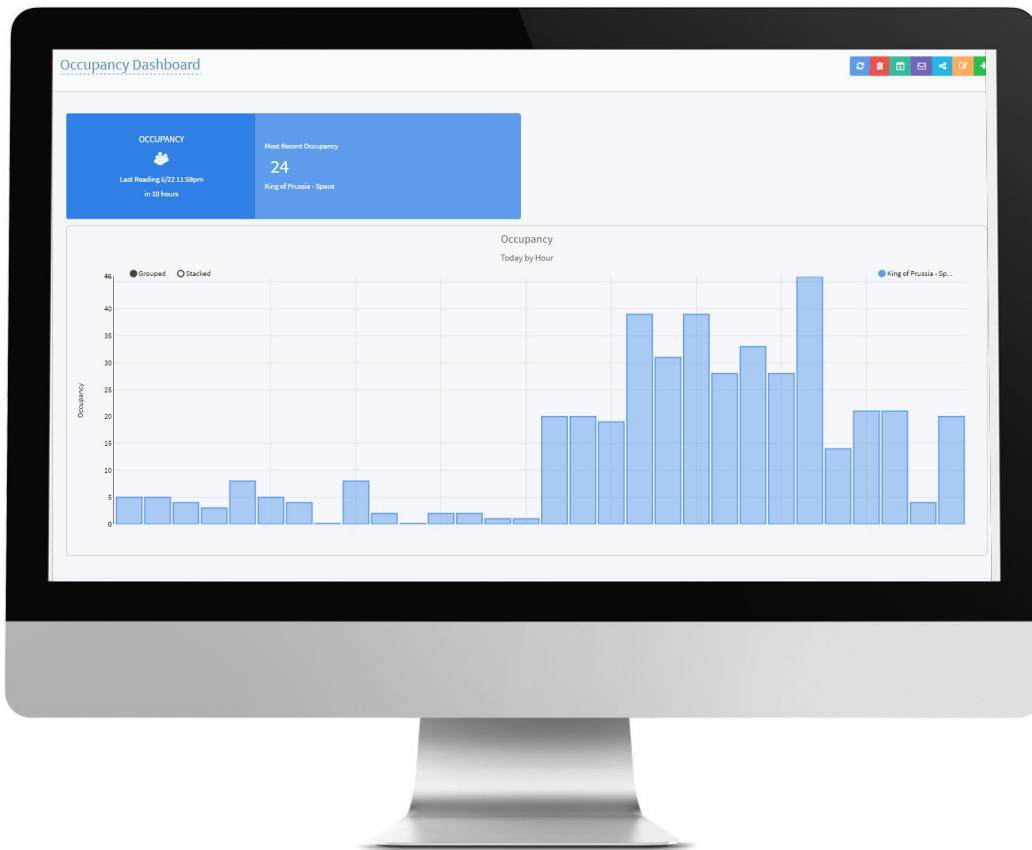 Occupancy Dashboard
OCCUPANCY
Last Reading 5/22 11:59pm
in 10 hours
Most Recent Occupancy
24
King of Prussia - Space
Occupancy
Today by Hour
Grouped
Stacked
King of Prussia - Sp...
46
40
35
30
25
20
15
10
5
0
Occupancy